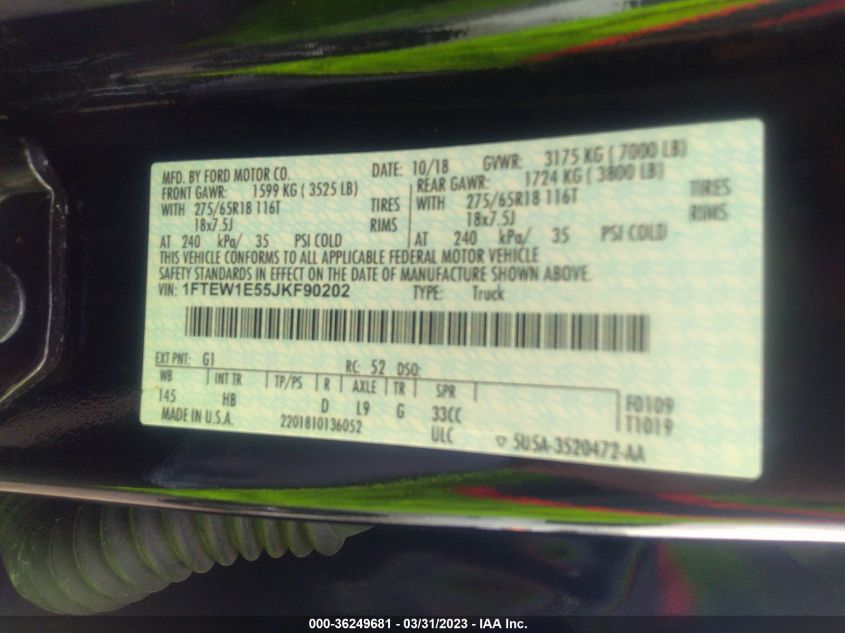 MFD. BY FORD MOTOR CO. DATE: 10/18 GVWR: 3175 KG ( 7000 LB)
FRONT GAWR: 1599 KG ( 3525 LB) REAR GAWR: 1724 KG ( 3800 LB)
WITH 275/65R18 116T TIRES WITH 275/65R18 116T TIRES
18x7.5J RIMS 18x7.5J RIMS
AT 240 kPa/ 35 PSI COLD AT 240 kPa/ 35 PSI COLD
THIS VEHICLE CONFORMS TO ALL APPLICABLE FEDERAL MOTOR VEHICLE
SAFETY STANDARDS IN EFFECT ON THE DATE OF MANUFACTURE SHOWN ABOVE.
VIN: 1FTEW1E55JKF90202 TYPE: Truck
EXT PNT: G1 RC: 52 DSO:
WB INT TR TP/PS R AXLE TR SPR
145 HB D L9 G 33CC F0109
MADE IN U.S.A. 2201810136052 ULC T1019
5U5A-3520472-AA
000-36249681 - 03/31/2023 - IAA Inc.